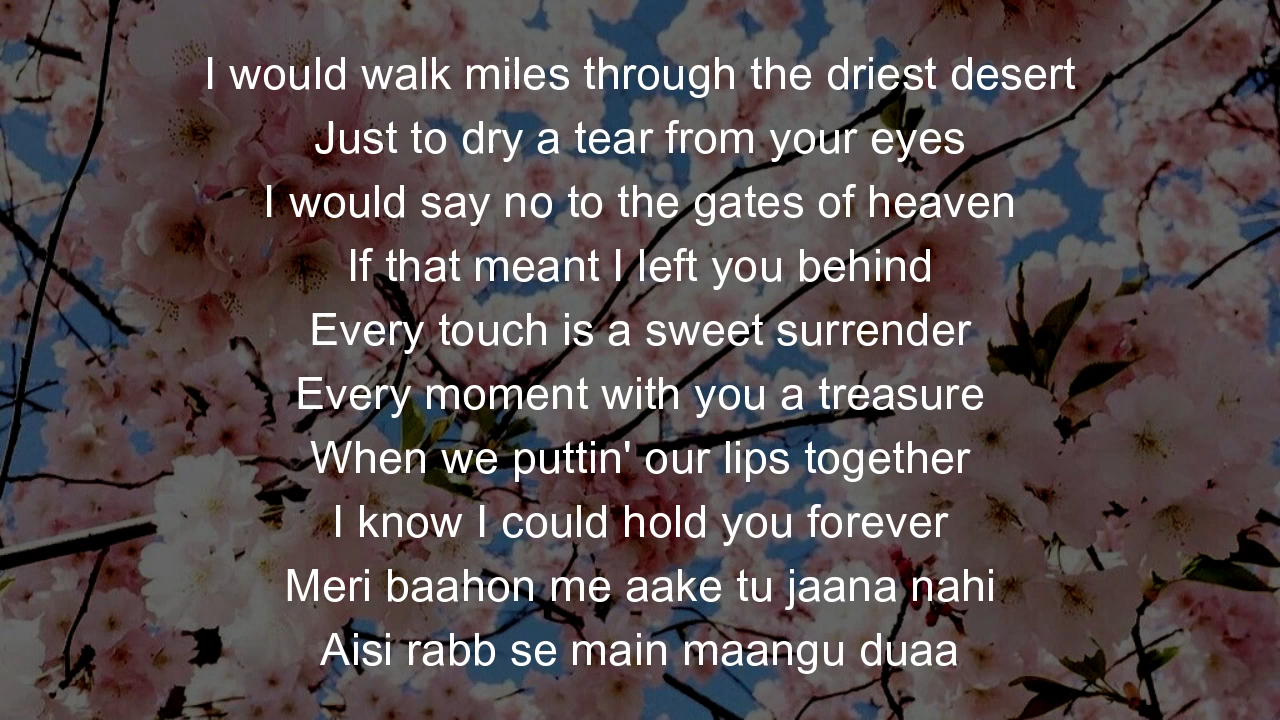 I would walk miles through the driest desert
Just to dry a tear from your eyes
I would say no to the gates of heaven
If that meant I left you behind
Every touch is a sweet surrender
Every moment with you a treasure
When we puttin' our lips together
I know I could hold you forever
Meri baahon me aake tu jaana nahi
Aisi rabb se main maangu duaa